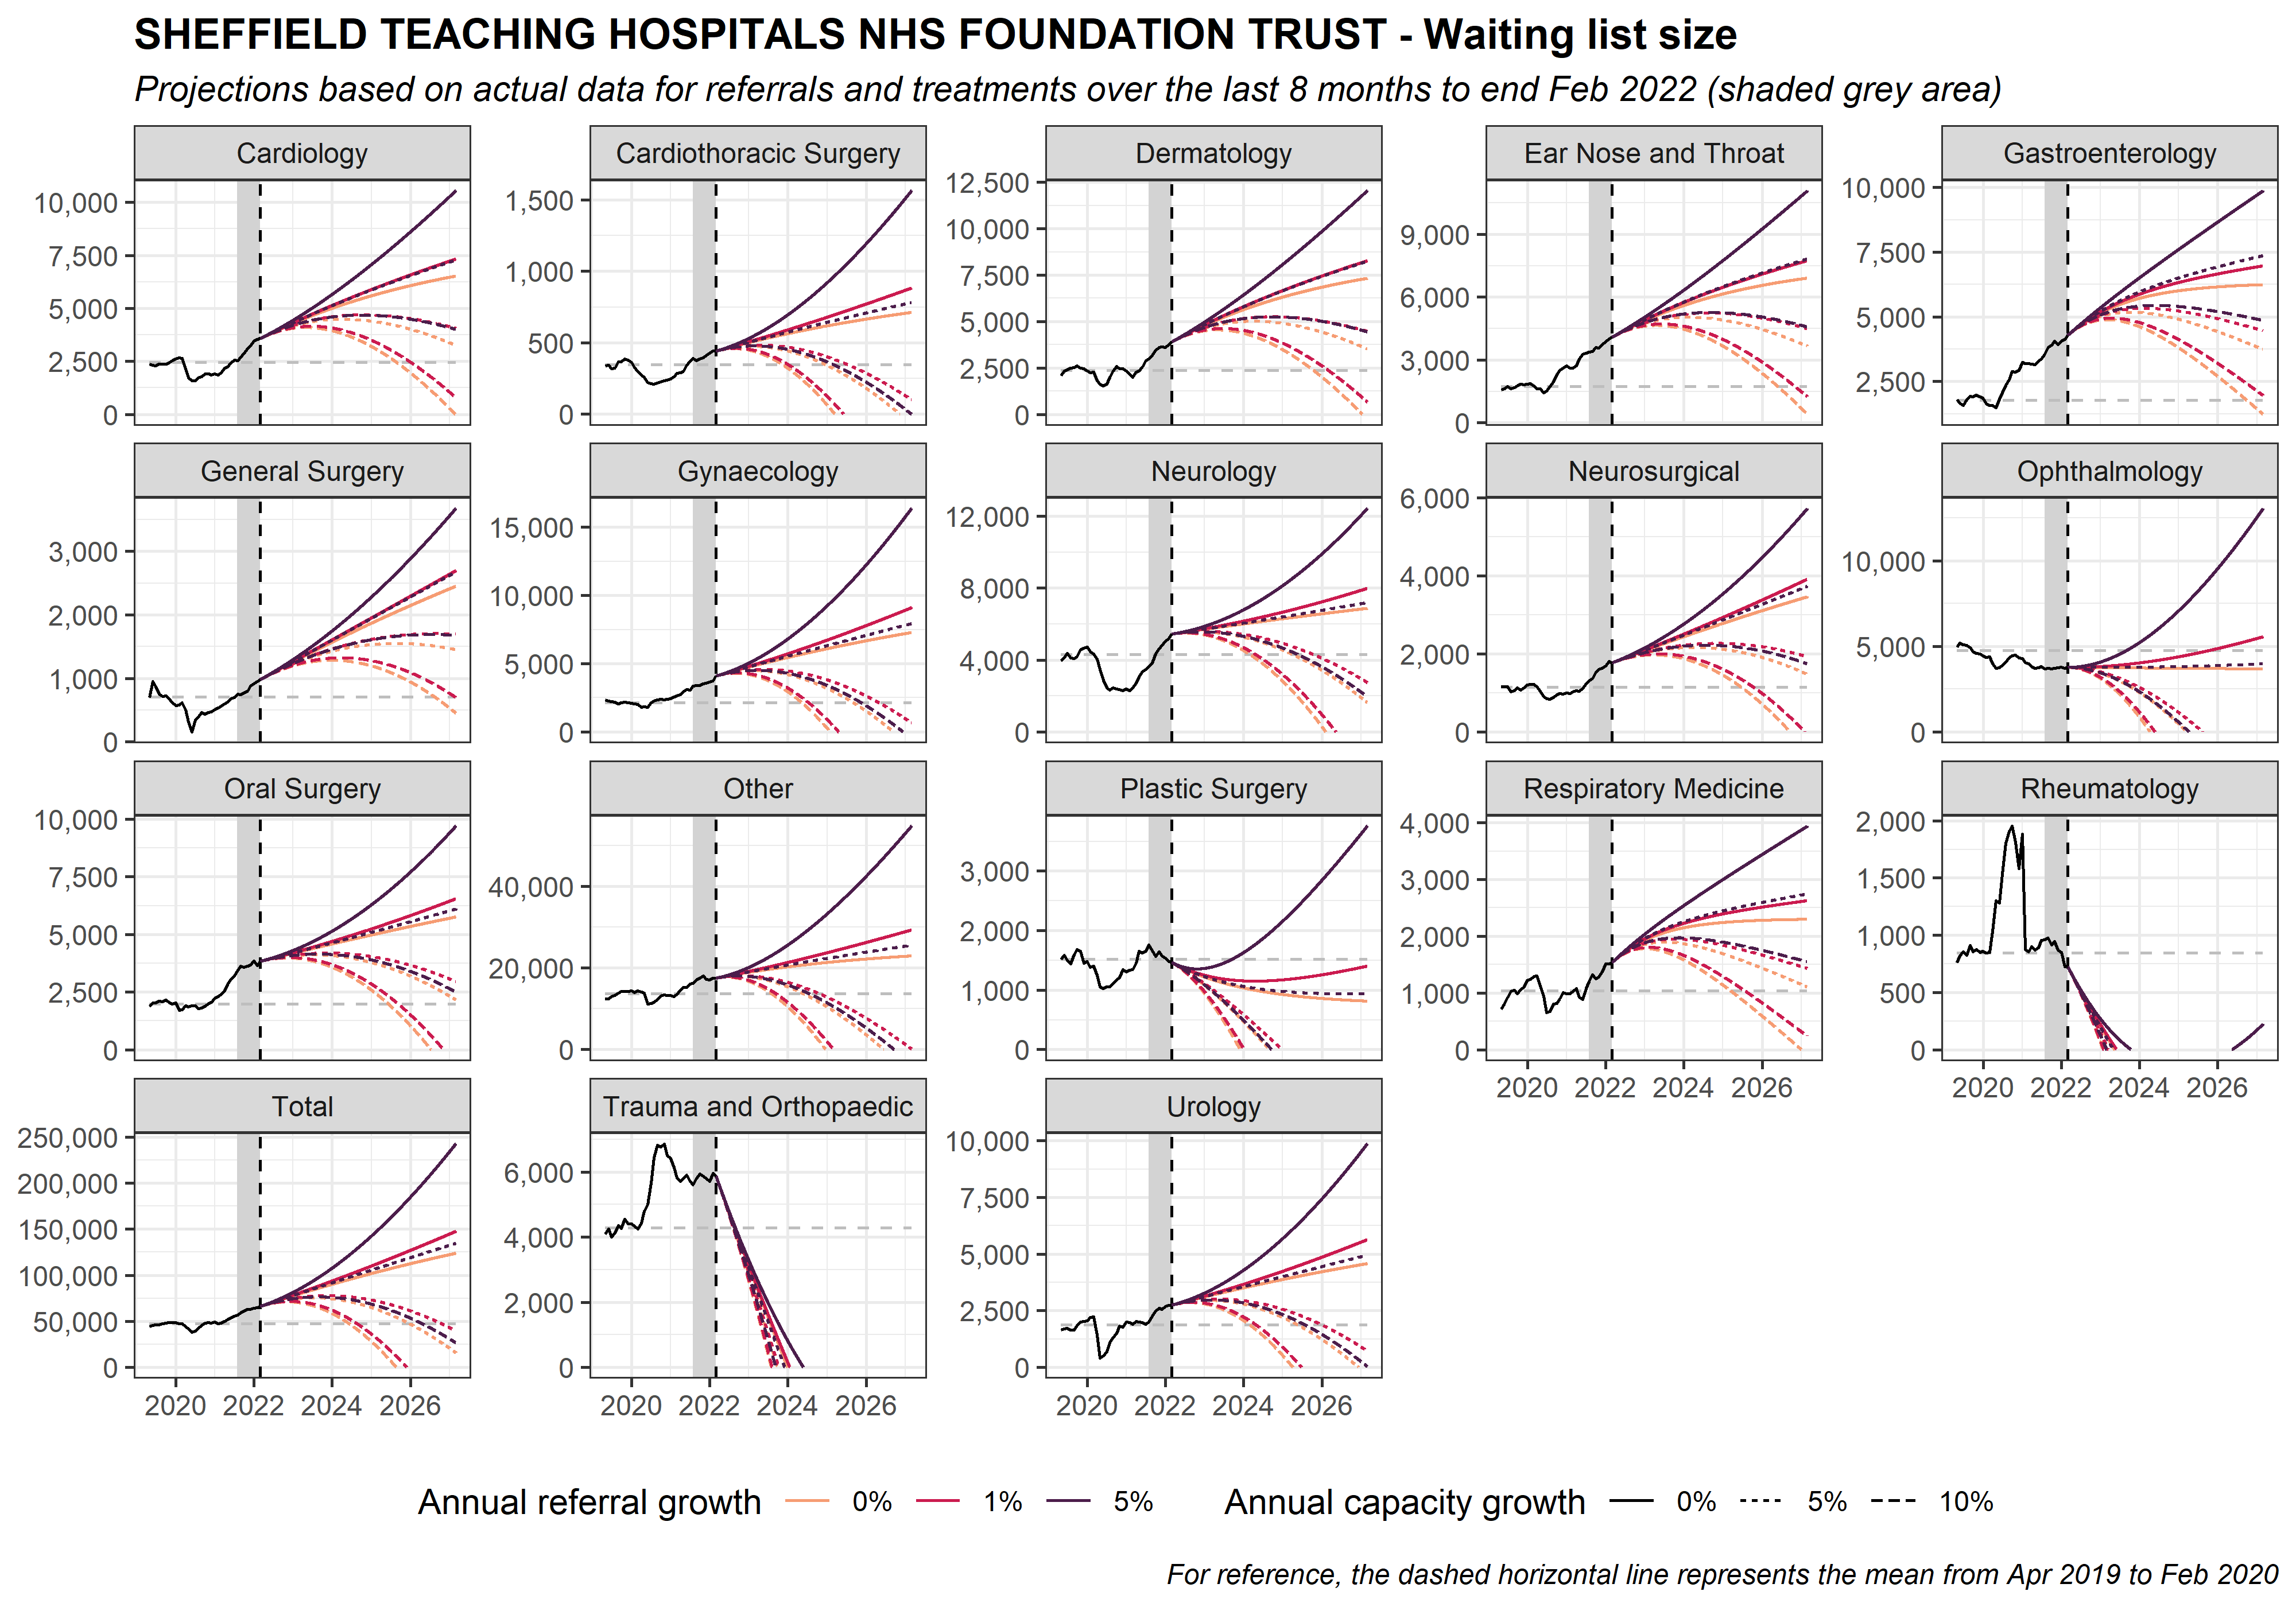 SHEFFIELD TEACHING HOSPITALS NHS FOUNDATION TRUST - Waiting list size
Projections based on actual data for referrals and treatments over the last 8 months to end Feb 2022 (shaded grey area)
Cardiology
10,000
7,500
5,000
2,500
0
Cardiothoracic Surgery
1,500
1,000
500
0
Dermatology
12,500
10,000
7,500
5,000
2,500
0
Ear Nose and Throat
9,000
6,000
3,000
0
Gastroenterology
10,000
7,500
5,000
2,500
General Surgery
3,000
2,000
1,000
0
Gynaecology
15,000
10,000
5,000
0
Neurology
12,000
8,000
4,000
0
Neurosurgical
6,000
4,000
2,000
0
Ophthalmology
10,000
5,000
0
Oral Surgery
10,000
7,500
5,000
2,500
0
Other
40,000
20,000
0
Plastic Surgery
3,000
2,000
1,000
0
Respiratory Medicine
4,000
3,000
2,000
1,000
0
2020 2022 2024 2026
Rheumatology
2,000
1,500
1,000
500
0
2020 2022 2024 2026
Total
250,000
200,000
150,000
100,000
50,000
0
2020 2022 2024 2026
Trauma and Orthopaedic
6,000
4,000
2,000
0
2020 2022 2024 2026
Urology
10,000
7,500
5,000
2,500
0
2020 2022 2024 2026
Annual referral growth 0% 1% 5% Annual capacity growth 0% 5% 10%
For reference, the dashed horizontal line represents the mean from Apr 2019 to Feb 2020